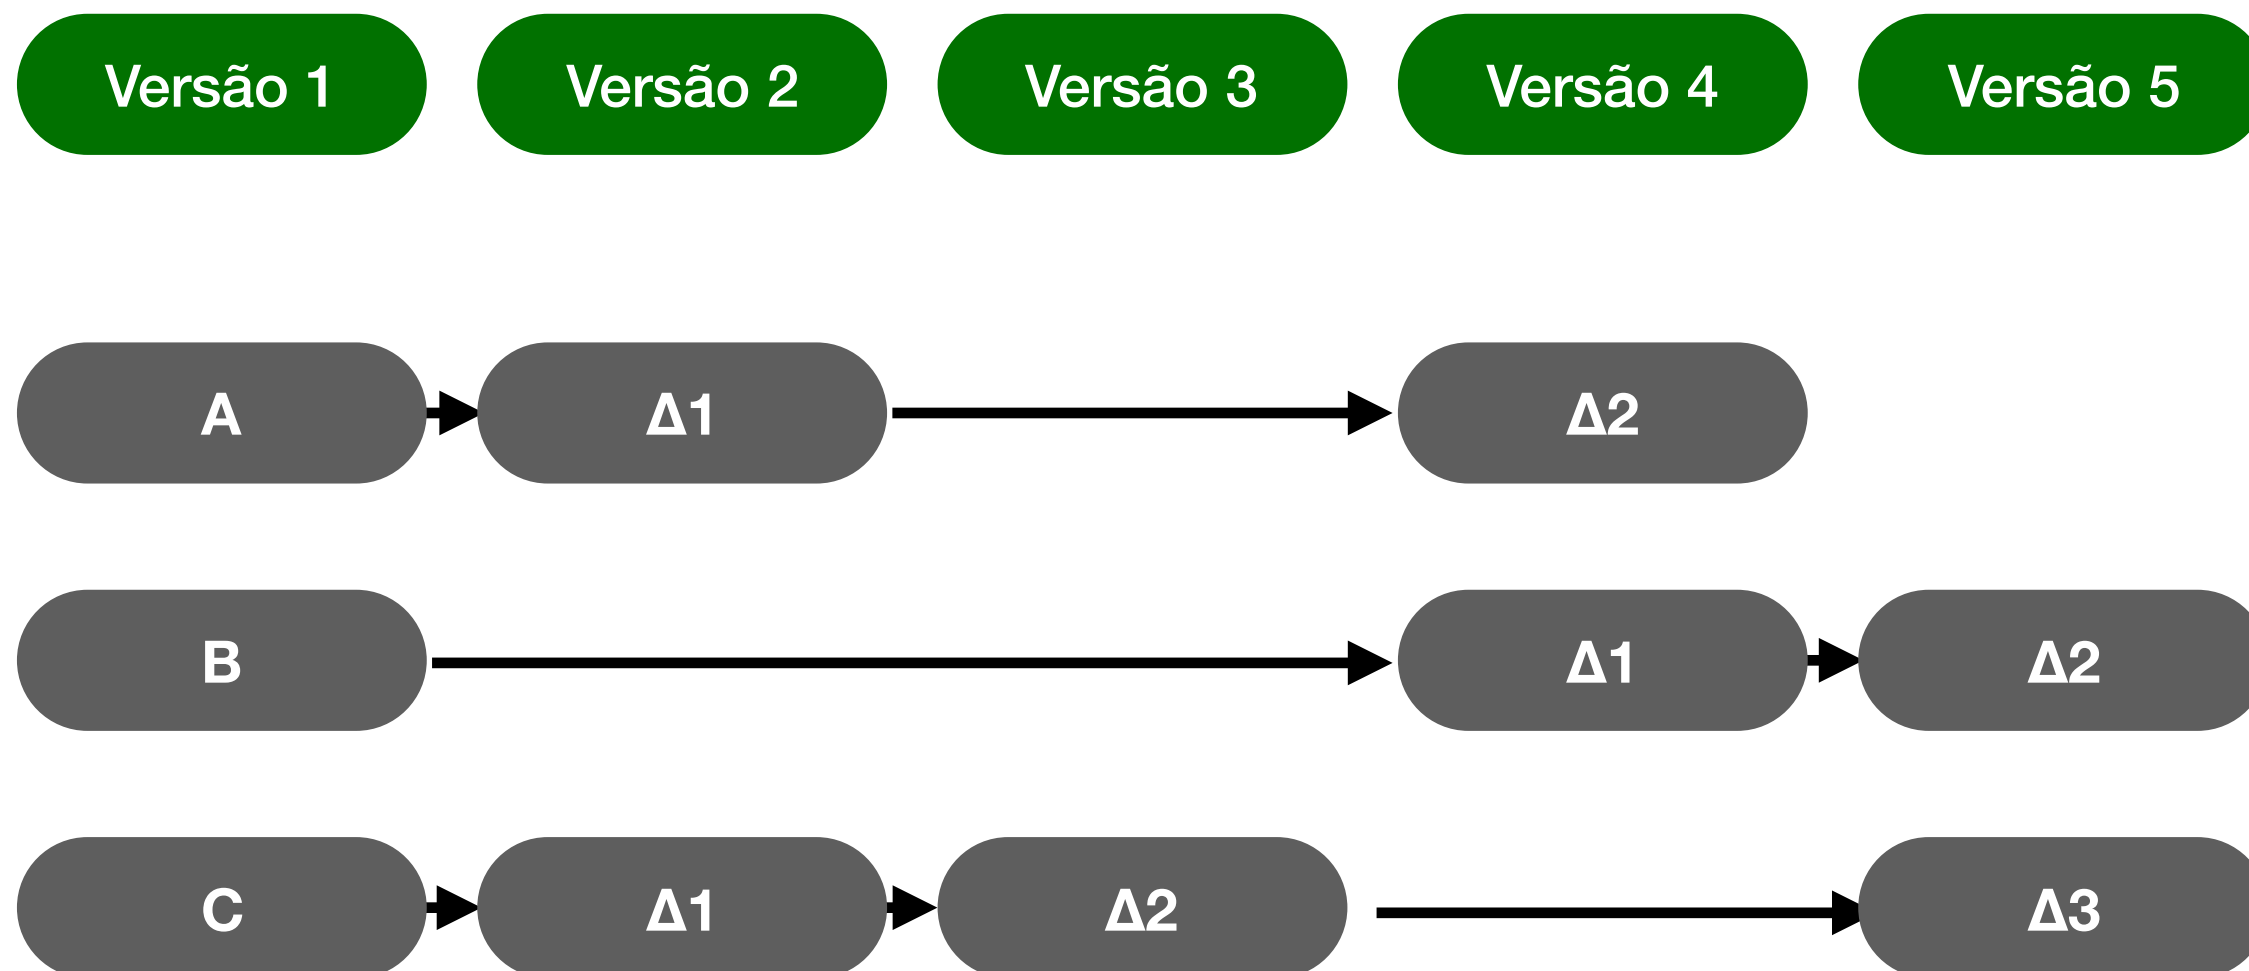 Versão 1 Versão 2 Versão 3 Versão 4 Versão 5
A Δ1 Δ2
B Δ1 Δ2
C Δ1 Δ2 Δ3